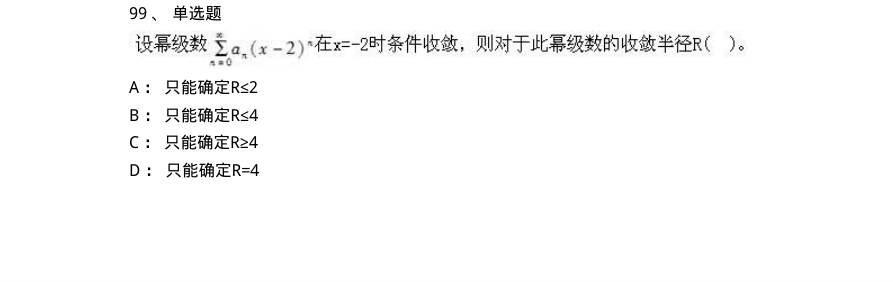 99、 单选题
设幂级数 ∑_{n=0}^{∞} a_n(x-2)^n 在x=-2时条件收敛，则对于此幂级数的收敛半径R( )。
A： 只能确定R≤2
B： 只能确定R≤4
C： 只能确定R≥4
D： 只能确定R=4